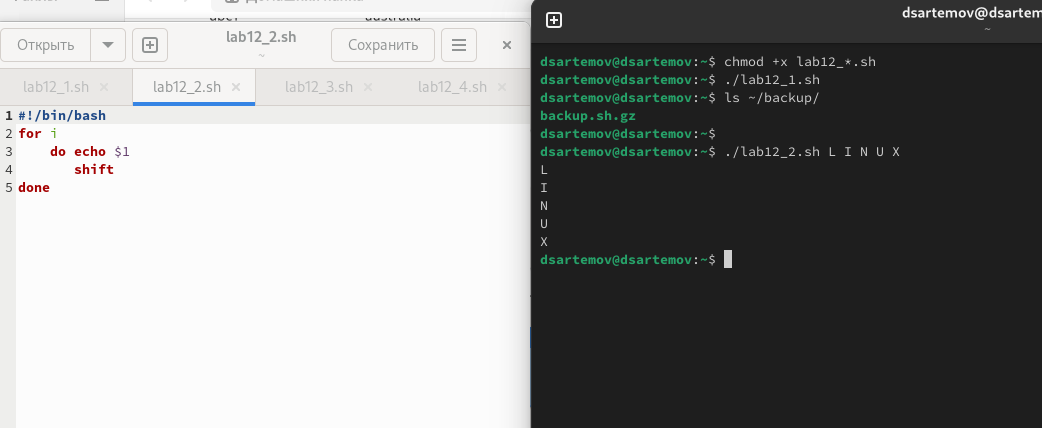 Открыть
lab12_2.sh
~
Сохранить
lab12_1.sh
lab12_2.sh
lab12_3.sh
lab12_4.sh
1 #!/bin/bash
2 for i
3     do echo $1
4        shift
5 done
dsartemov@dsartem
~
dsartemov@dsartemov:~$ chmod +x lab12_*.sh
dsartemov@dsartemov:~$ ./lab12_1.sh
dsartemov@dsartemov:~$ ls ~/backup/
backup.sh.gz
dsartemov@dsartemov:~$
dsartemov@dsartemov:~$ ./lab12_2.sh L I N U X
L
I
N
U
X
dsartemov@dsartemov:~$